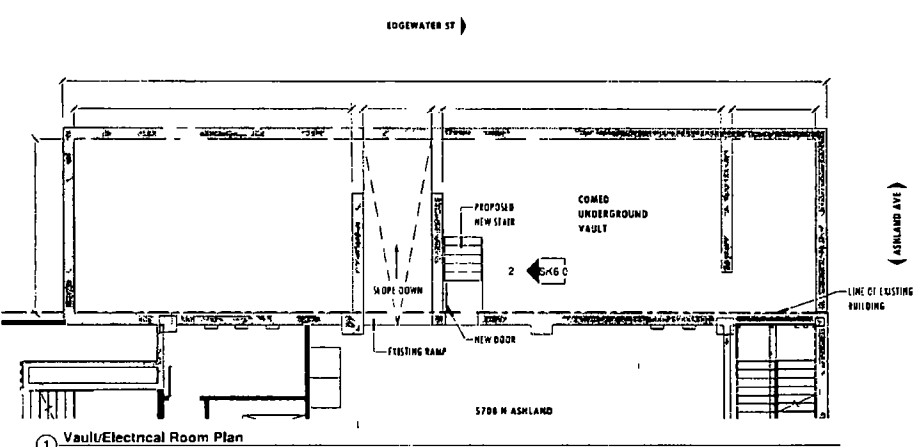 EDGEWATER ST
PROPOSED
NEW STAIR
COMED
UNDERGROUND
VAULT
ASHLAND AVE
2
SK6 0
SLOPE DOWN
LINE OF EXISTING
BUILDING
NEW DOOR
EXISTING RAMP
5708 N ASHLAND
1
Vault/Electrical Room Plan